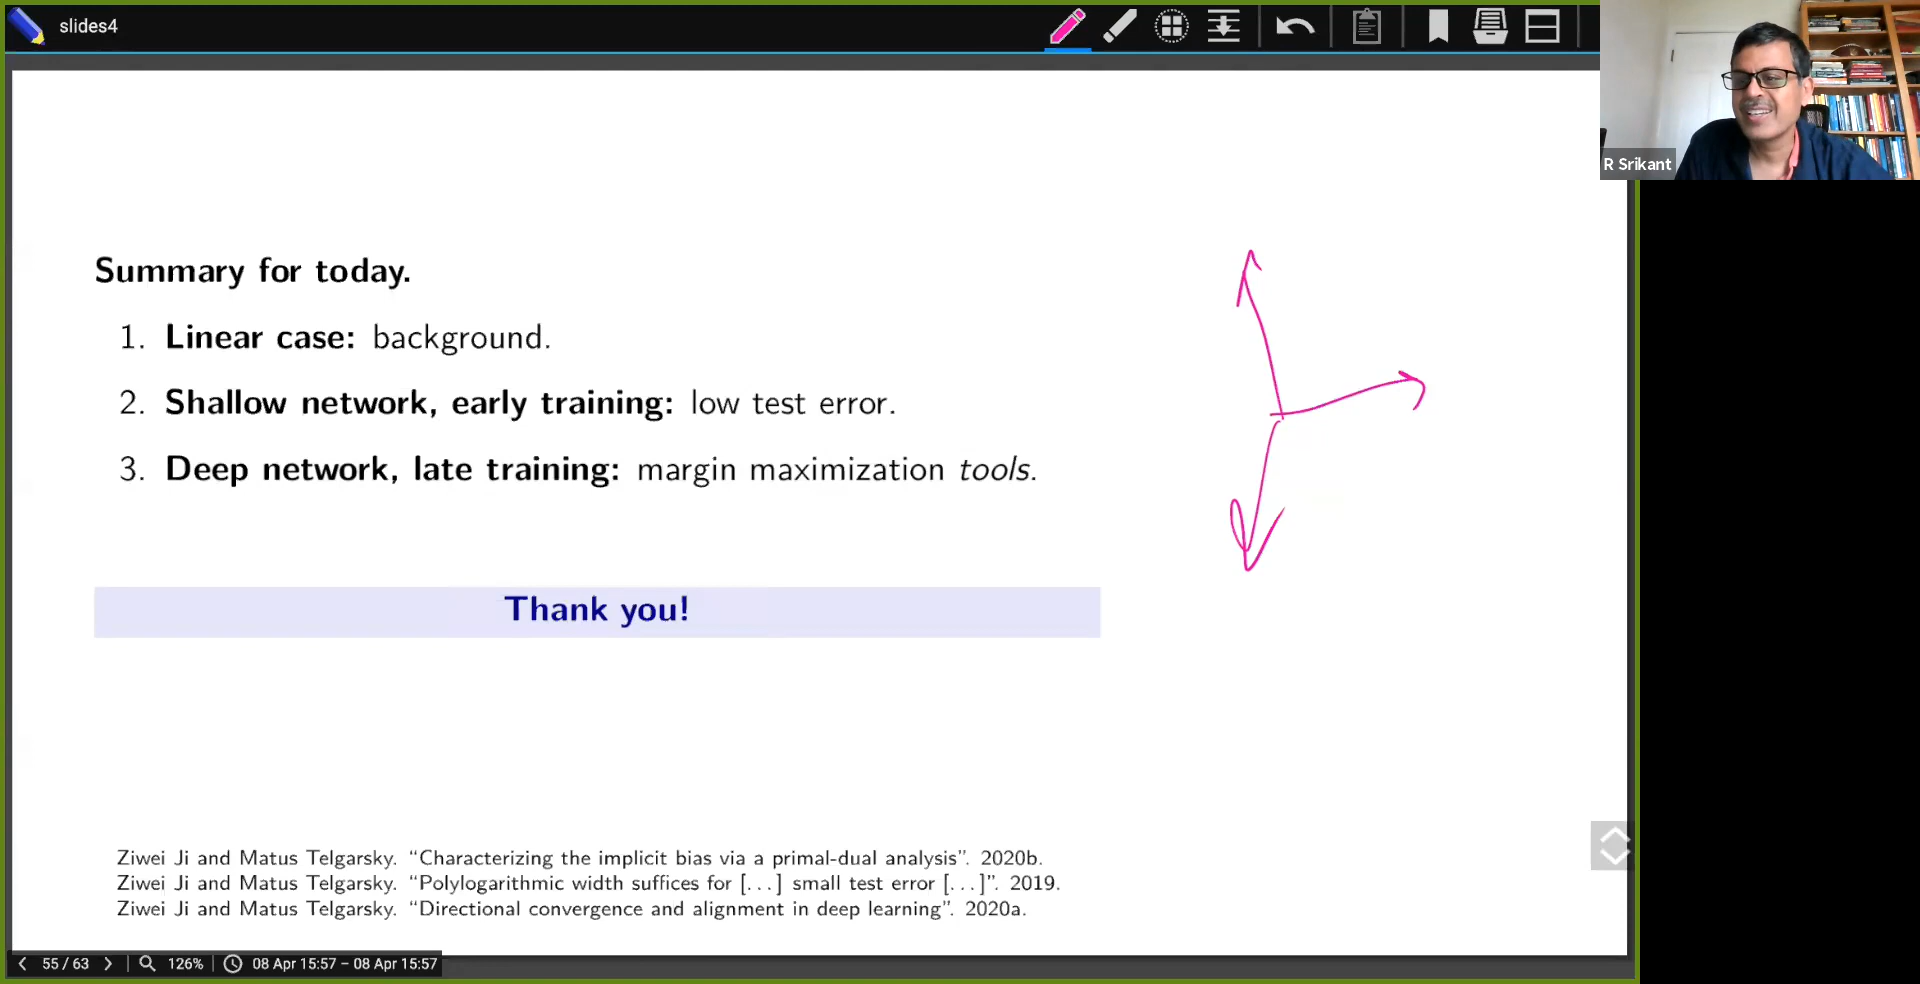 slides4
R Srikant
Summary for today.
1. Linear case: background.
2. Shallow network, early training: low test error.
3. Deep network, late training: margin maximization tools.
Thank you!
Ziwei Ji and Matus Telgarsky. “Characterizing the implicit bias via a primal-dual analysis”. 2020b.
Ziwei Ji and Matus Telgarsky. “Polylogarithmic width suffices for [...] small test error [...]”. 2019.
Ziwei Ji and Matus Telgarsky. “Directional convergence and alignment in deep learning”. 2020a.
55 / 63 126% 08 Apr 15:57 – 08 Apr 15:57